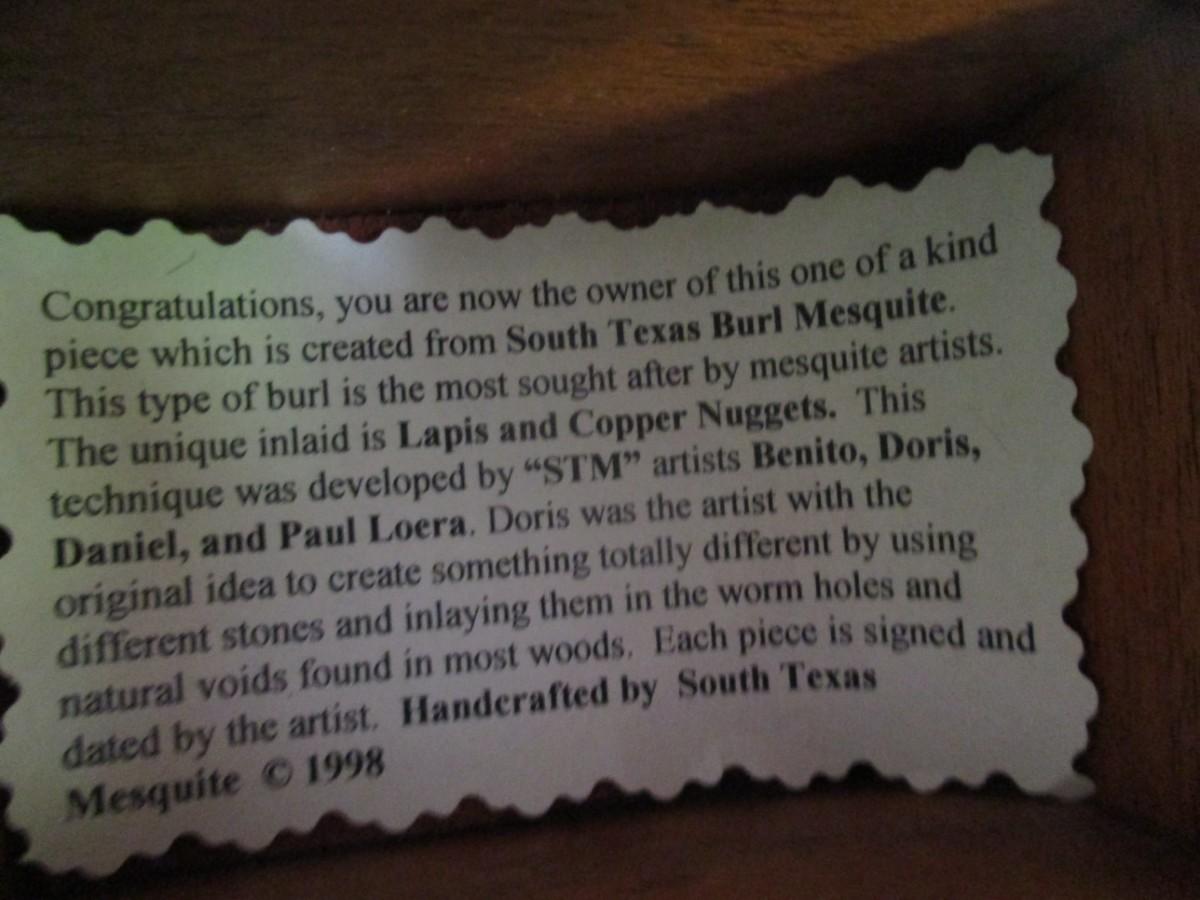 Congratulations, you are now the owner of this one of a kind
piece which is created from South Texas Burl Mesquite.
This type of burl is the most sought after by mesquite artists.
The unique inlaid is Lapis and Copper Nuggets. This
technique was developed by “STM” artists Benito, Doris,
Daniel, and Paul Loera. Doris was the artist with the
original idea to create something totally different by using
different stones and inlaying them in the worm holes and
natural voids found in most woods. Each piece is signed and
dated by the artist. Handcrafted by South Texas
Mesquite © 1998